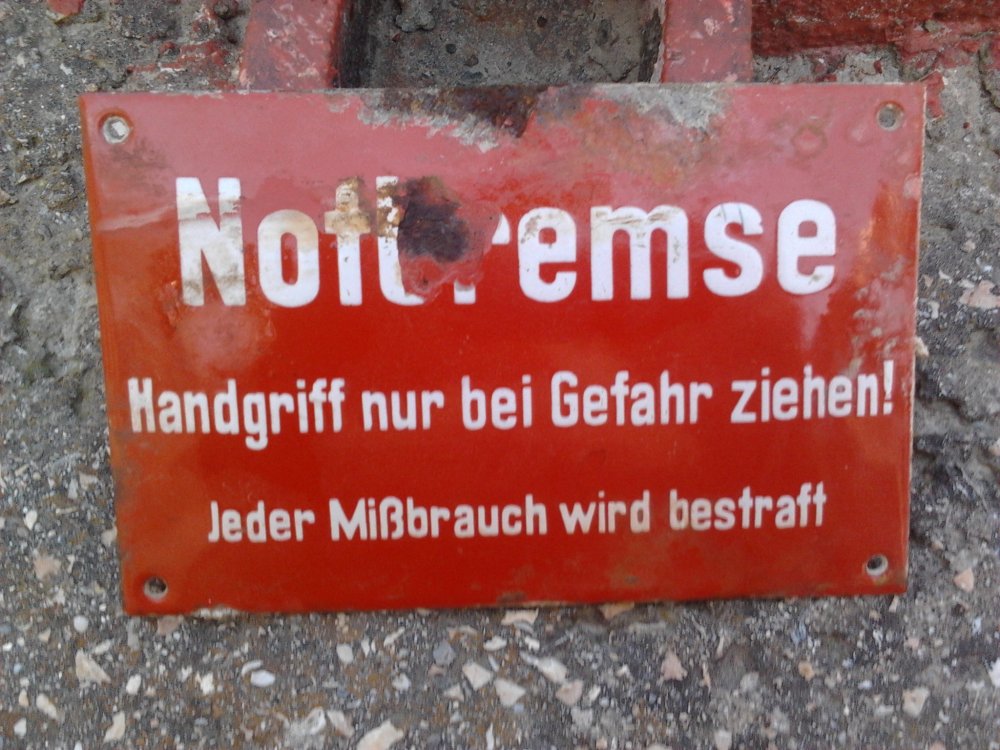 Notbremse
Handgriff nur bei Gefahr ziehen!
Jeder Mißbrauch wird bestraft